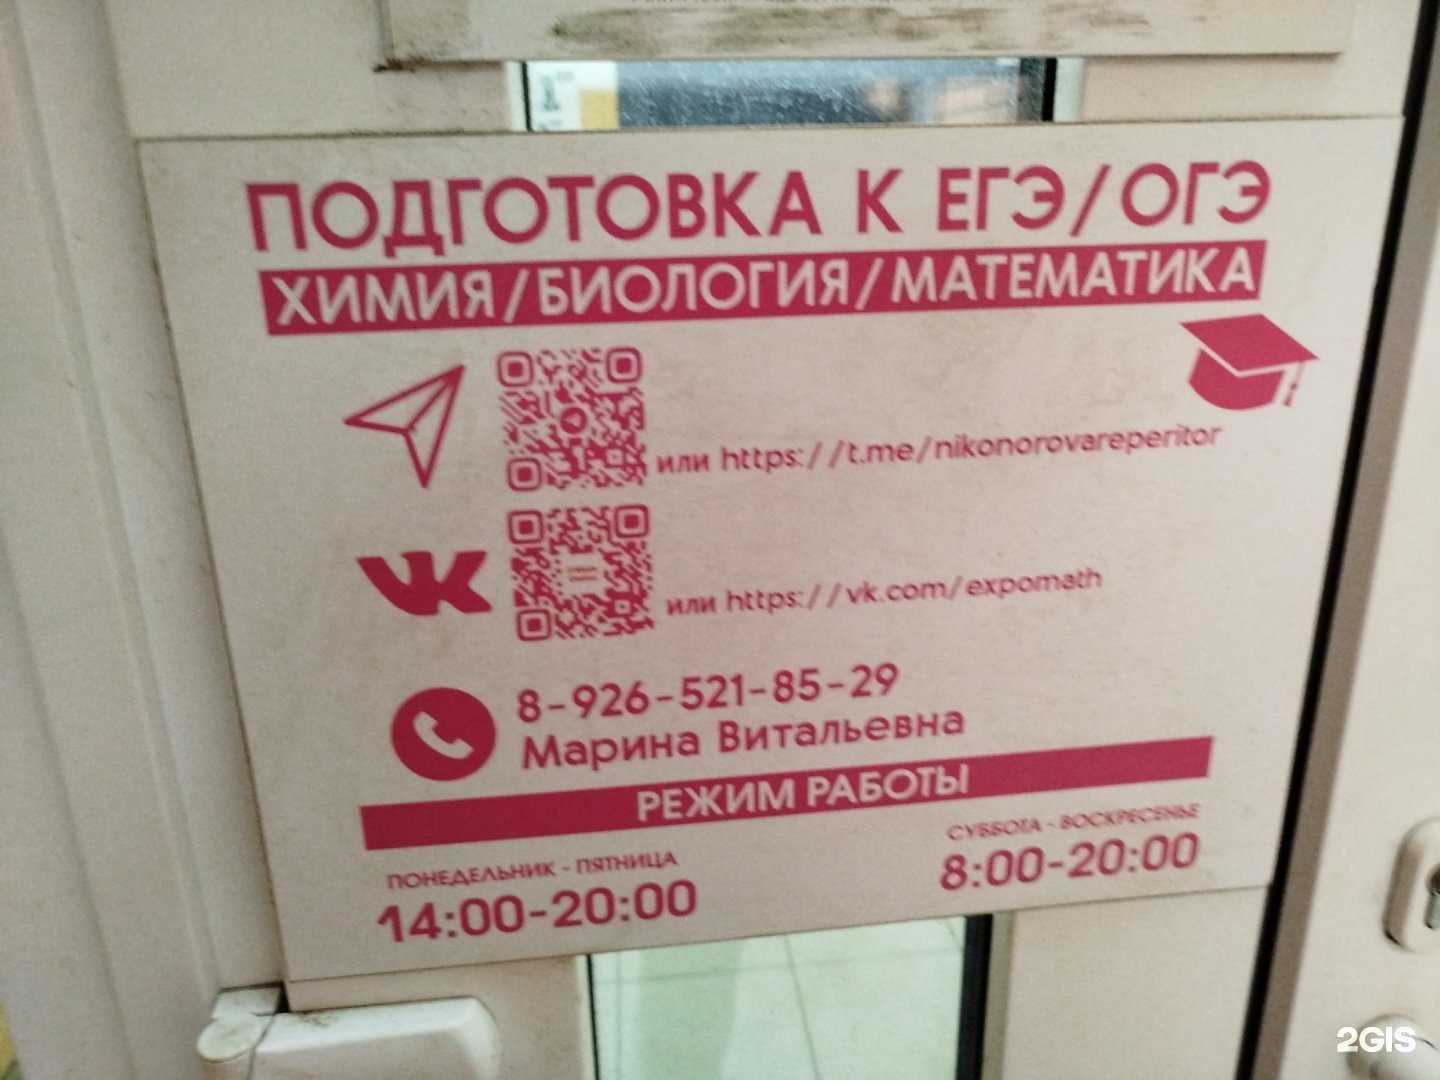 ПОДГОТОВКА К ЕГЭ/ОГЭ
ХИМИЯ/БИОЛОГИЯ/МАТЕМАТИКА
или https://t.me/nikonorovareperitor
или https://vk.com/expomath
8-926-521-85-29
Марина Витальевна
РЕЖИМ РАБОТЫ
ПОНЕДЕЛЬНИК - ПЯТНИЦА
14:00-20:00
СУББОТА - ВОСКРЕСЕНЬЕ
8:00-20:00
2GIS